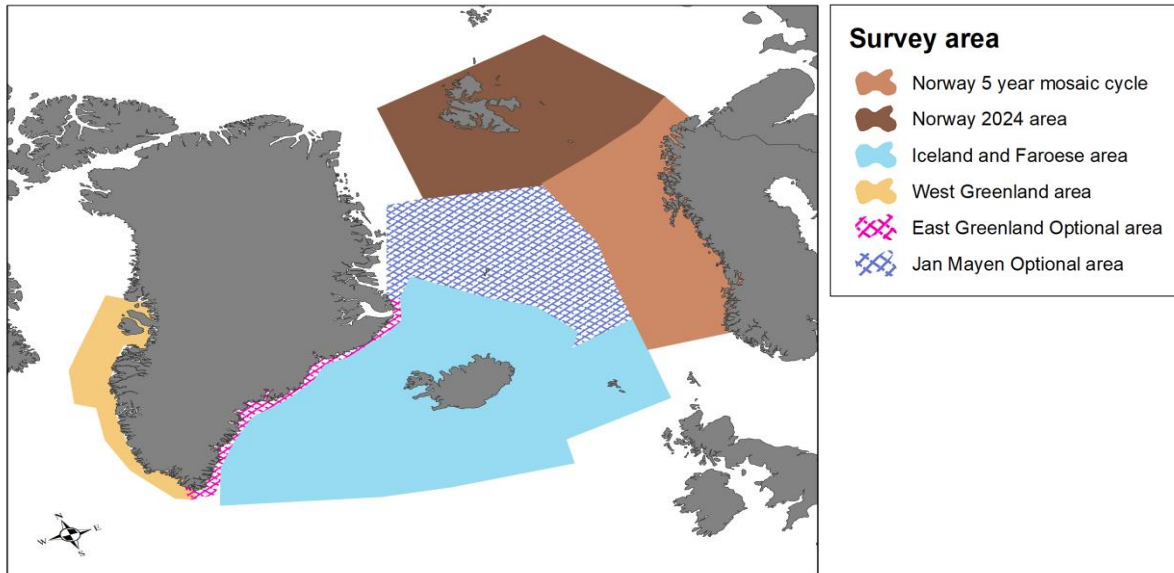 Survey area
Norway 5 year mosaic cycle
Norway 2024 area
Iceland and Faroese area
West Greenland area
East Greenland Optional area
Jan Mayen Optional area
N
W E
S